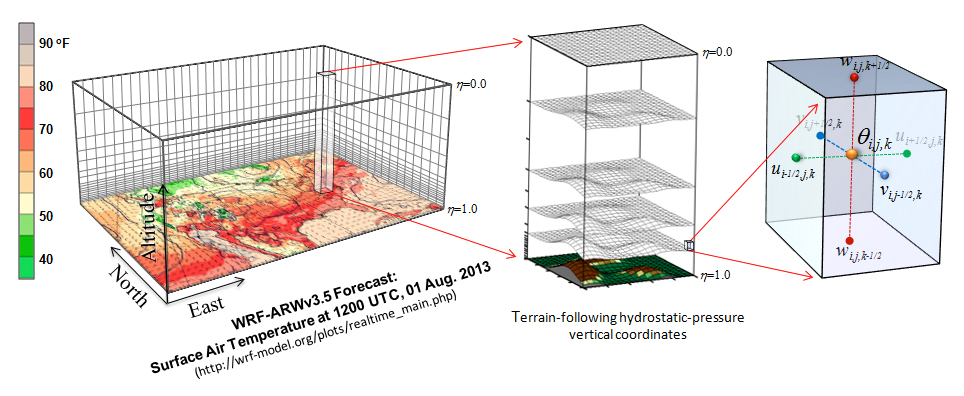 90 ºF
80
70
60
50
40
η=0.0
η=1.0
Altitude
North
East
WRF-ARWv3.5 Forecast:
Surface Air Temperature at 1200 UTC, 01 Aug. 2013
(http://wrf-model.org/plots/realtime_main.php)
η=0.0
η=1.0
Terrain-following hydrostatic-pressure
vertical coordinates
w i,j,k+1/2
v i,j+1/2,k
θ i,j,k
u i+1/2,j,k
u i-1/2,j,k
v i,j-1/2,k
w i,j,k-1/2